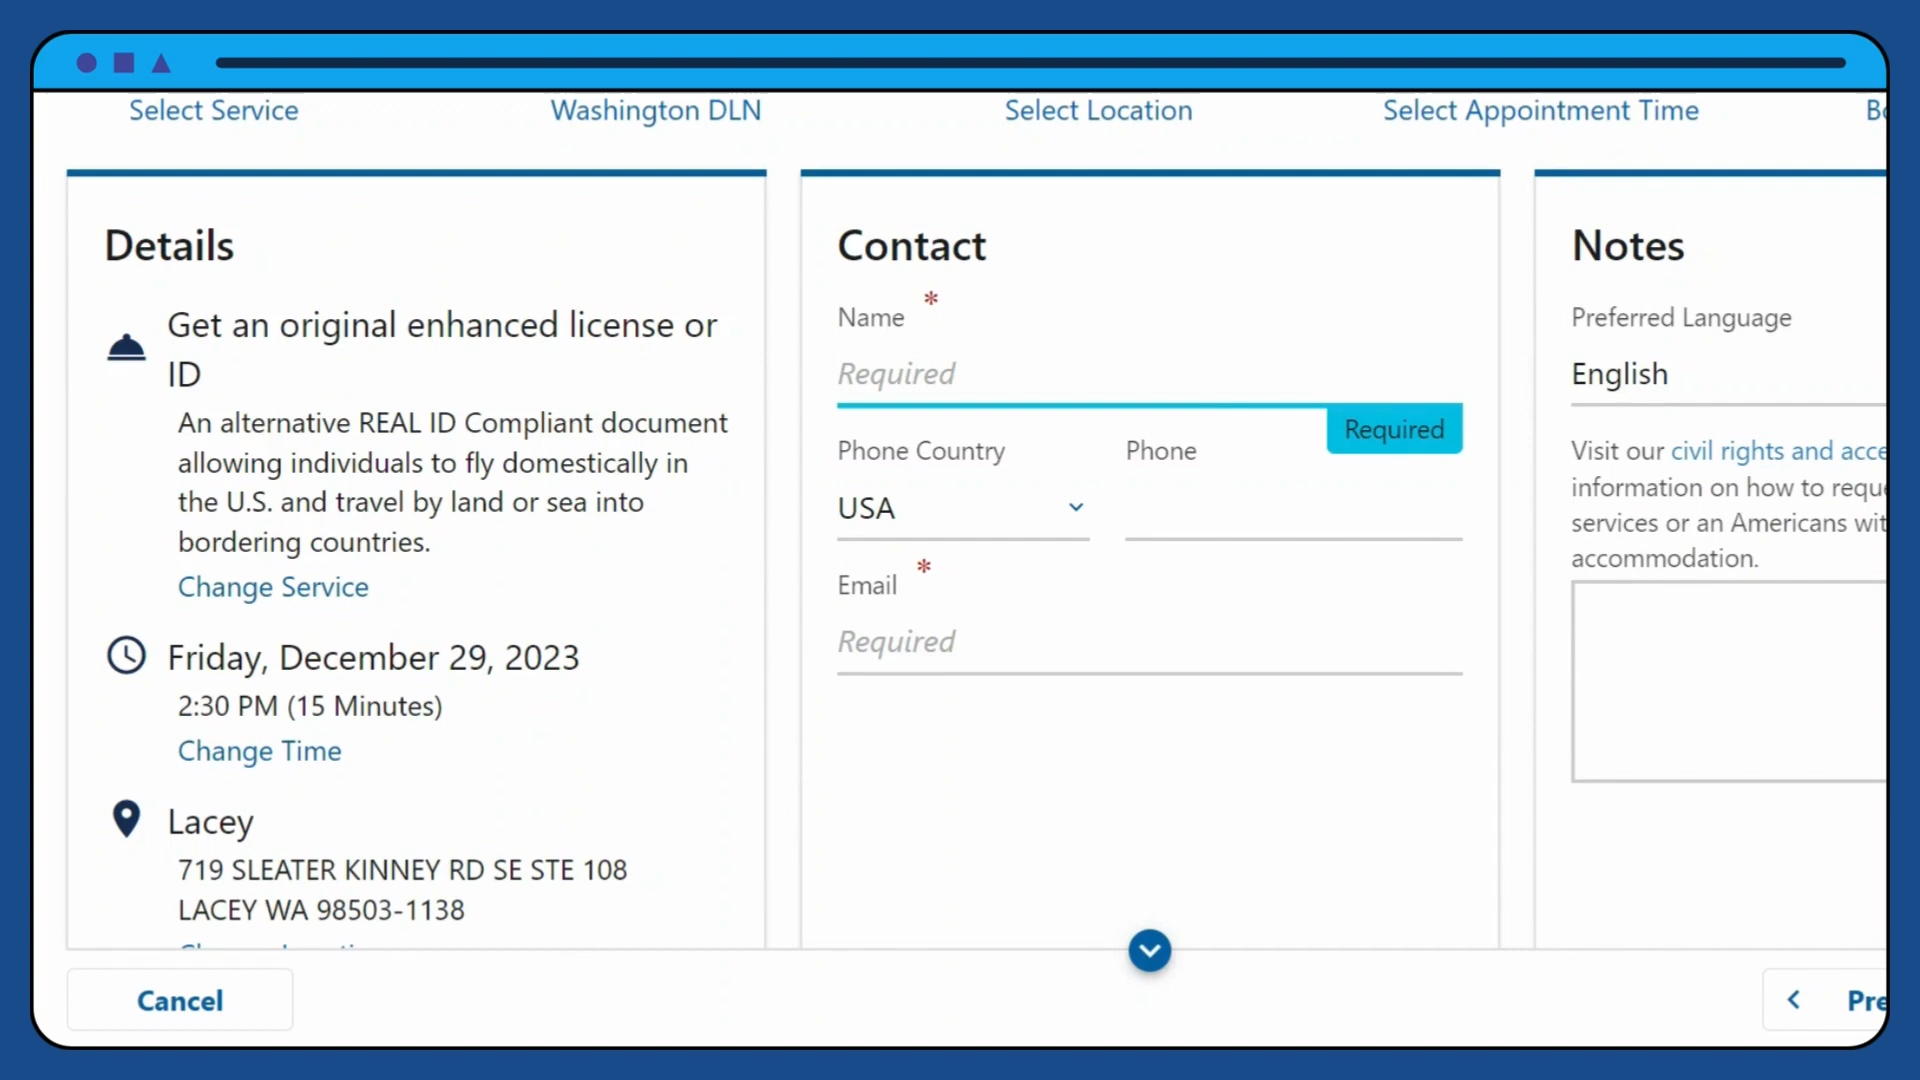 Select Service
Washington DLN
Select Location
Select Appointment Time
Details
Get an original enhanced license or
ID
An alternative REAL ID Compliant document
allowing individuals to fly domestically in
the U.S. and travel by land or sea into
bordering countries.
Change Service
Friday, December 29, 2023
2:30 PM (15 Minutes)
Change Time
Lacey
719 SLEATER KINNEY RD SE STE 108
LACEY WA 98503-1138
Cancel
Contact
Name *
Required
Required
Phone Country
Phone
USA
Email *
Required
Notes
Preferred Language
English
Visit our civil rights and acce
information on how to reque
services or an Americans wit
accommodation.
Pre